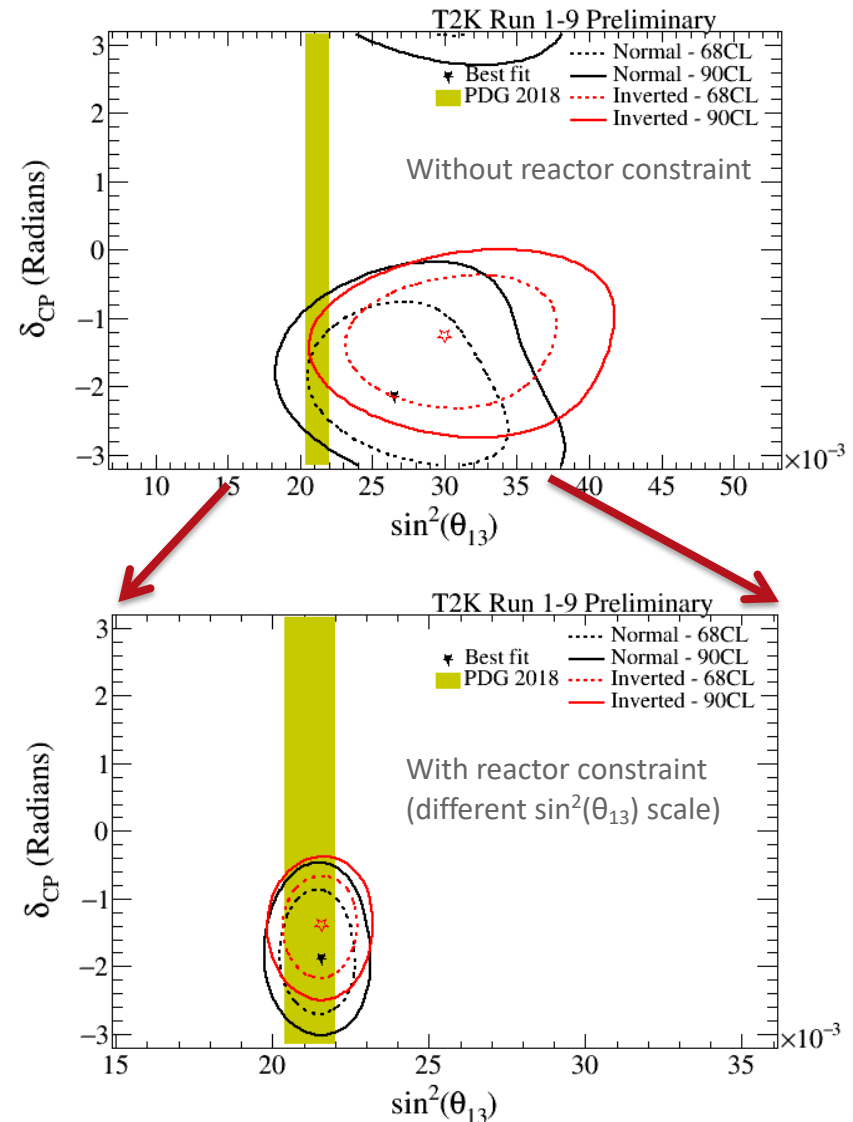 T2K Run 1-9 Preliminary
Best fit
PDG 2018
Normal - 68CL
Normal - 90CL
Inverted - 68CL
Inverted - 90CL
Without reactor constraint
δCP (Radians)
3
2
1
0
−1
−2
−3
10 15 20 25 30 35 40 45 50
×10⁻³
sin²(θ₁₃)
T2K Run 1-9 Preliminary
Best fit
PDG 2018
Normal - 68CL
Normal - 90CL
Inverted - 68CL
Inverted - 90CL
With reactor constraint
(different sin²(θ₁₃) scale)
δCP (Radians)
3
2
1
0
−1
−2
−3
15 20 25 30 35
×10⁻³
sin²(θ₁₃)